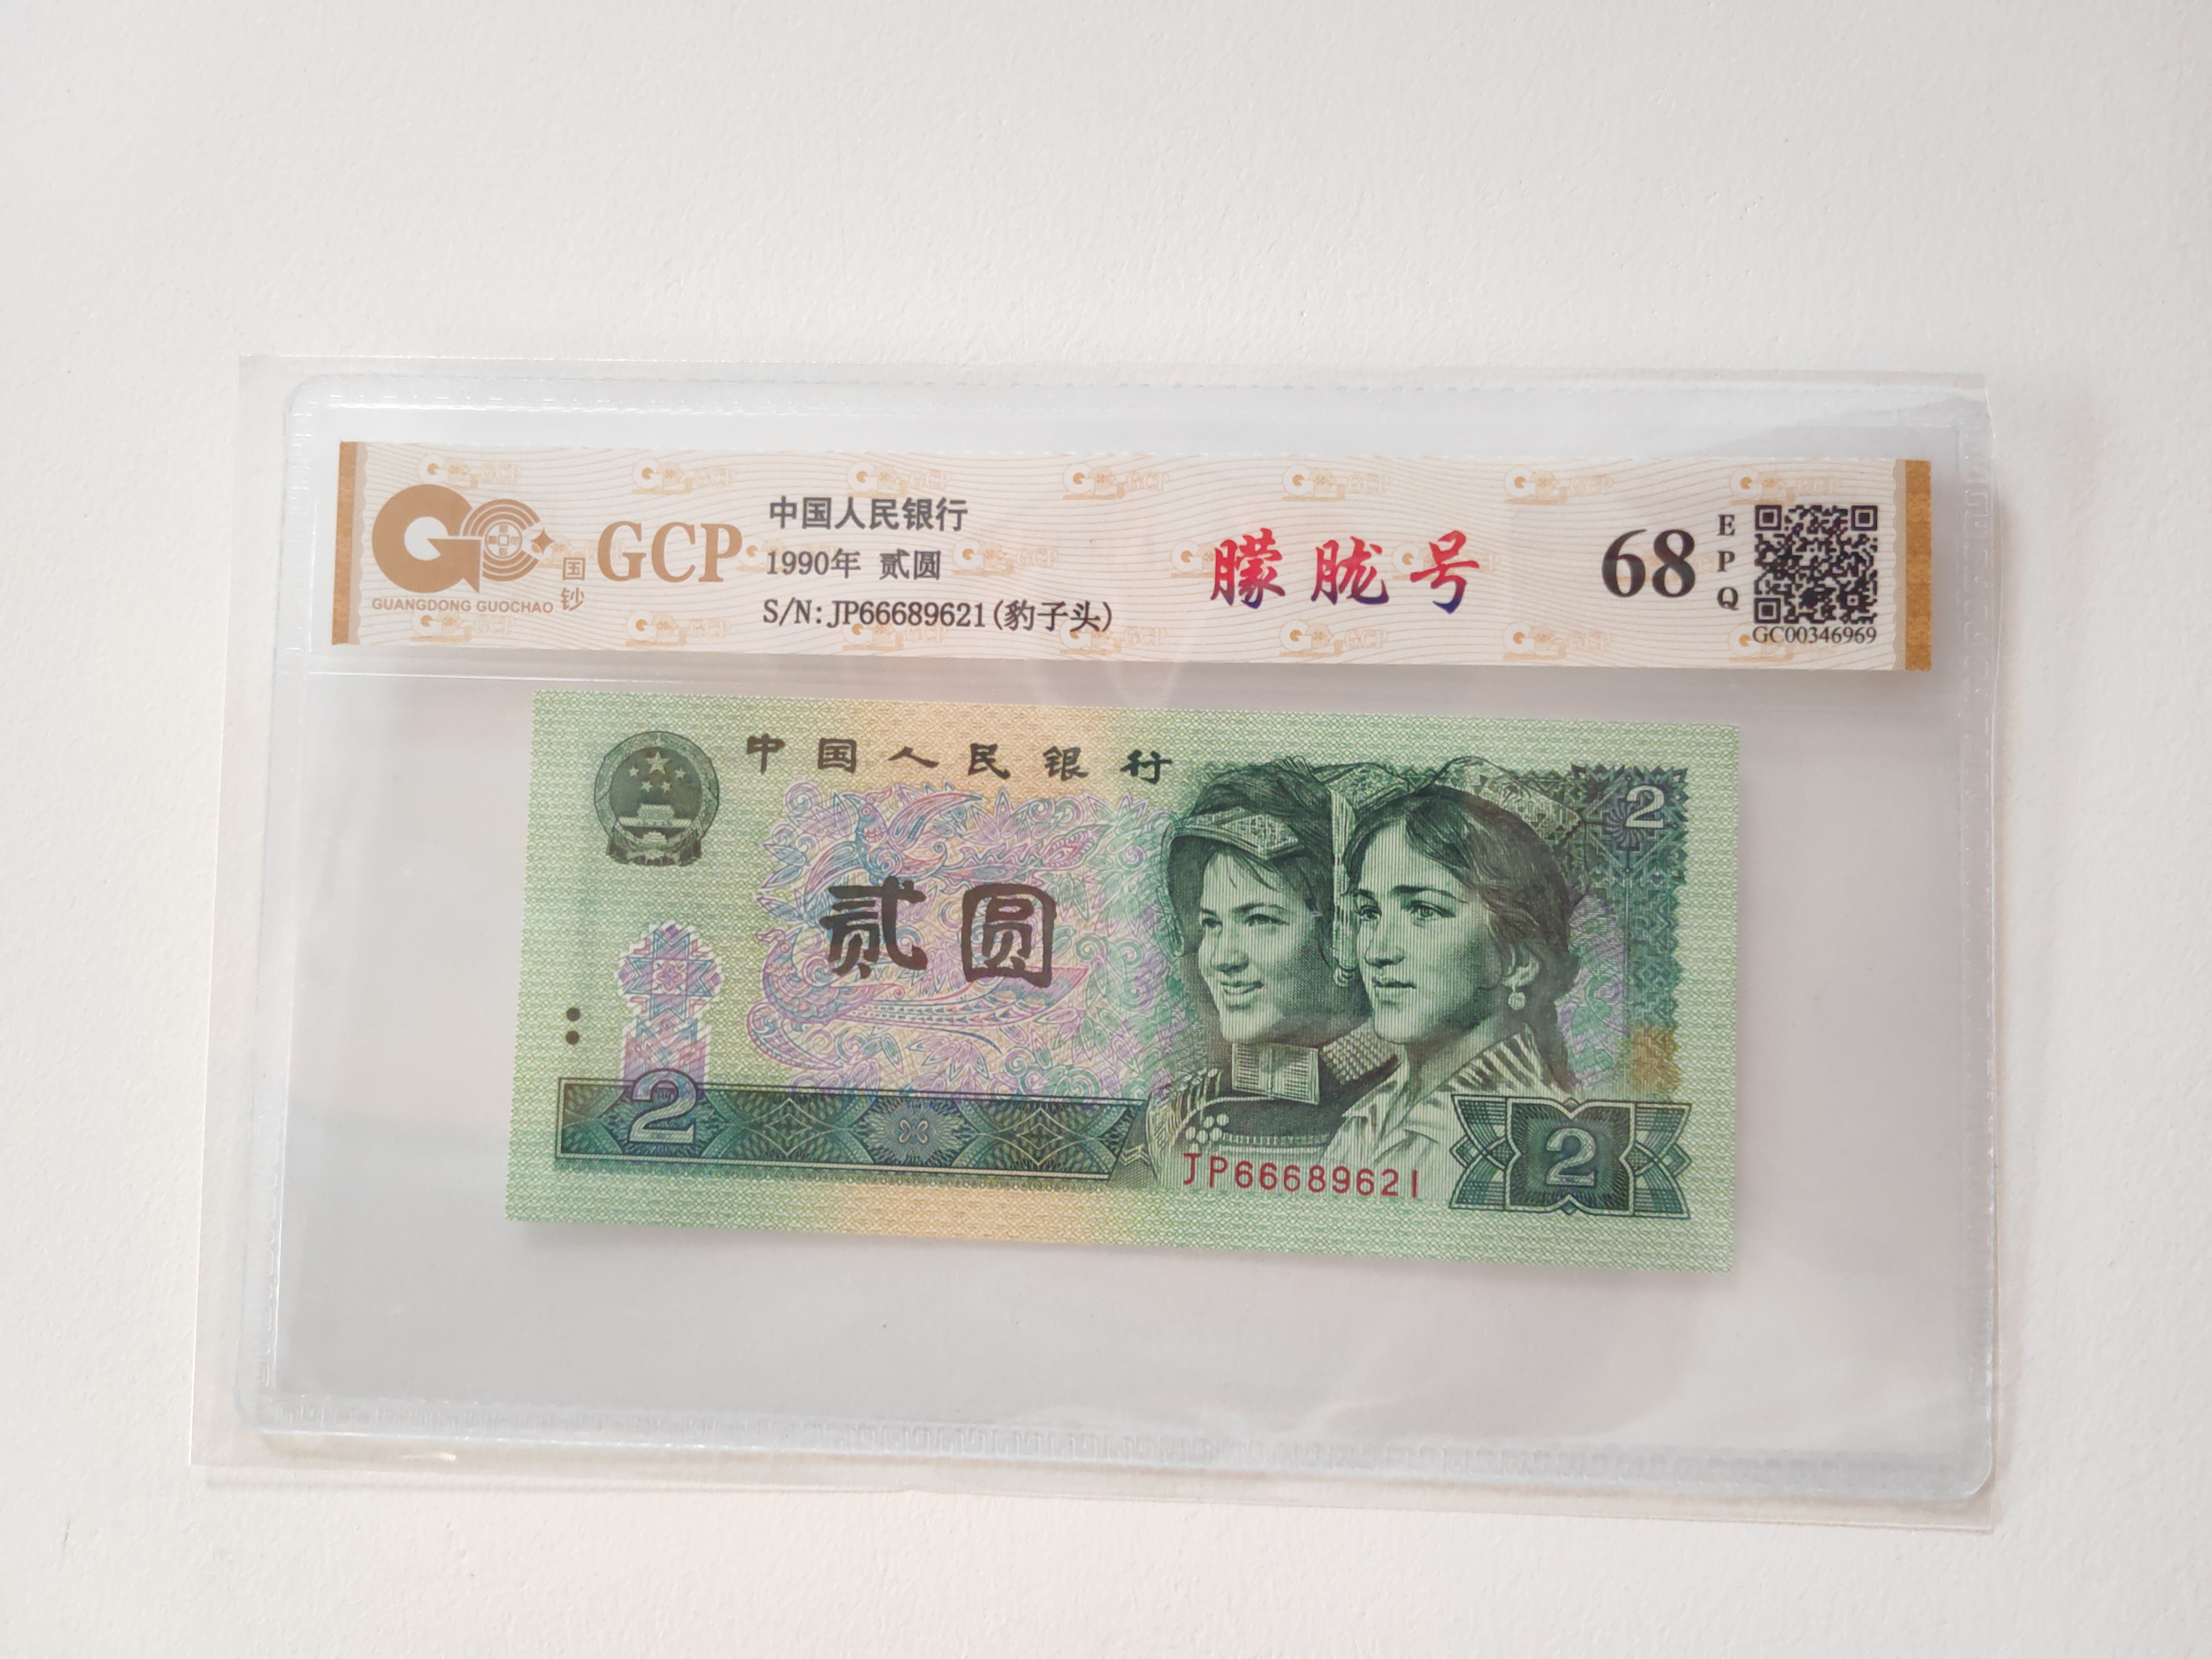 GUANGDONG GUOCHAO
国钞
GCP
中国人民银行
1990年 贰圆
S/N:JP66689621(豹子头)
朦胧号
68
EPQ
GC00346969
中国人民银行
2
贰圆
2
2
JP66689621